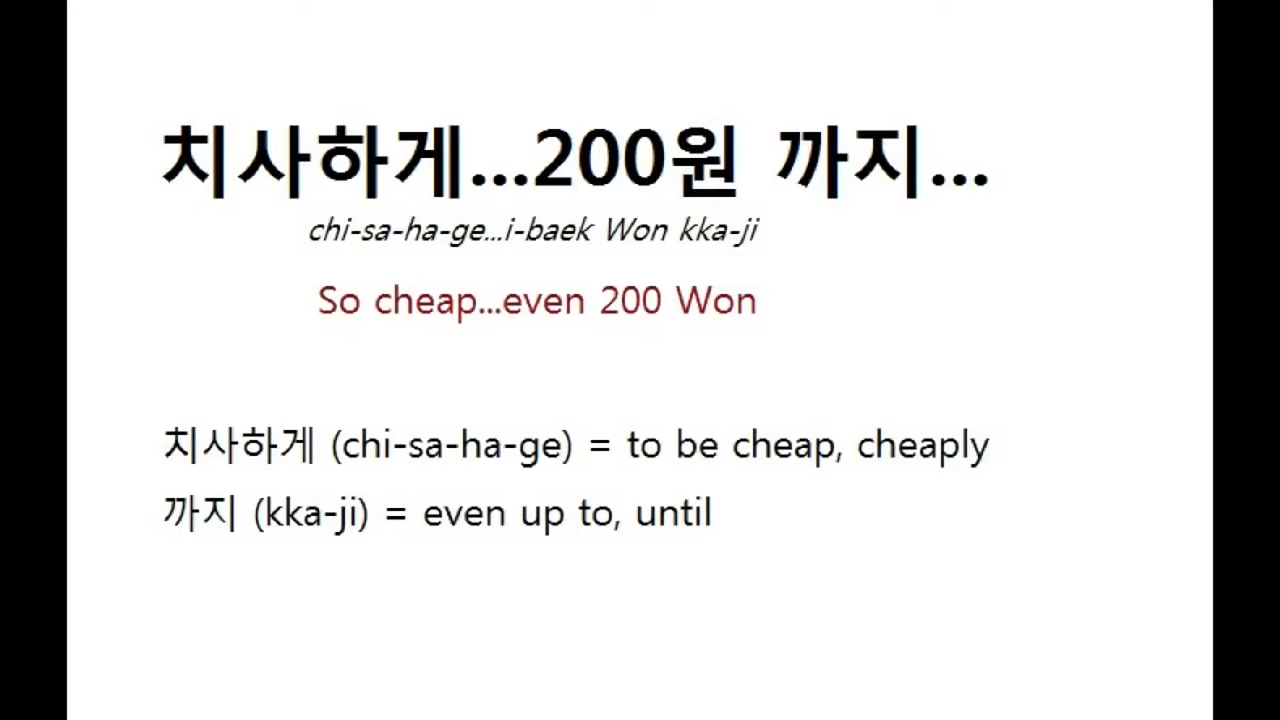 치사하게...200원 까지...
chi-sa-ha-ge...i-baek Won kka-ji
So cheap...even 200 Won
치사하게 (chi-sa-ha-ge) = to be cheap, cheaply
까지 (kka-ji) = even up to, until